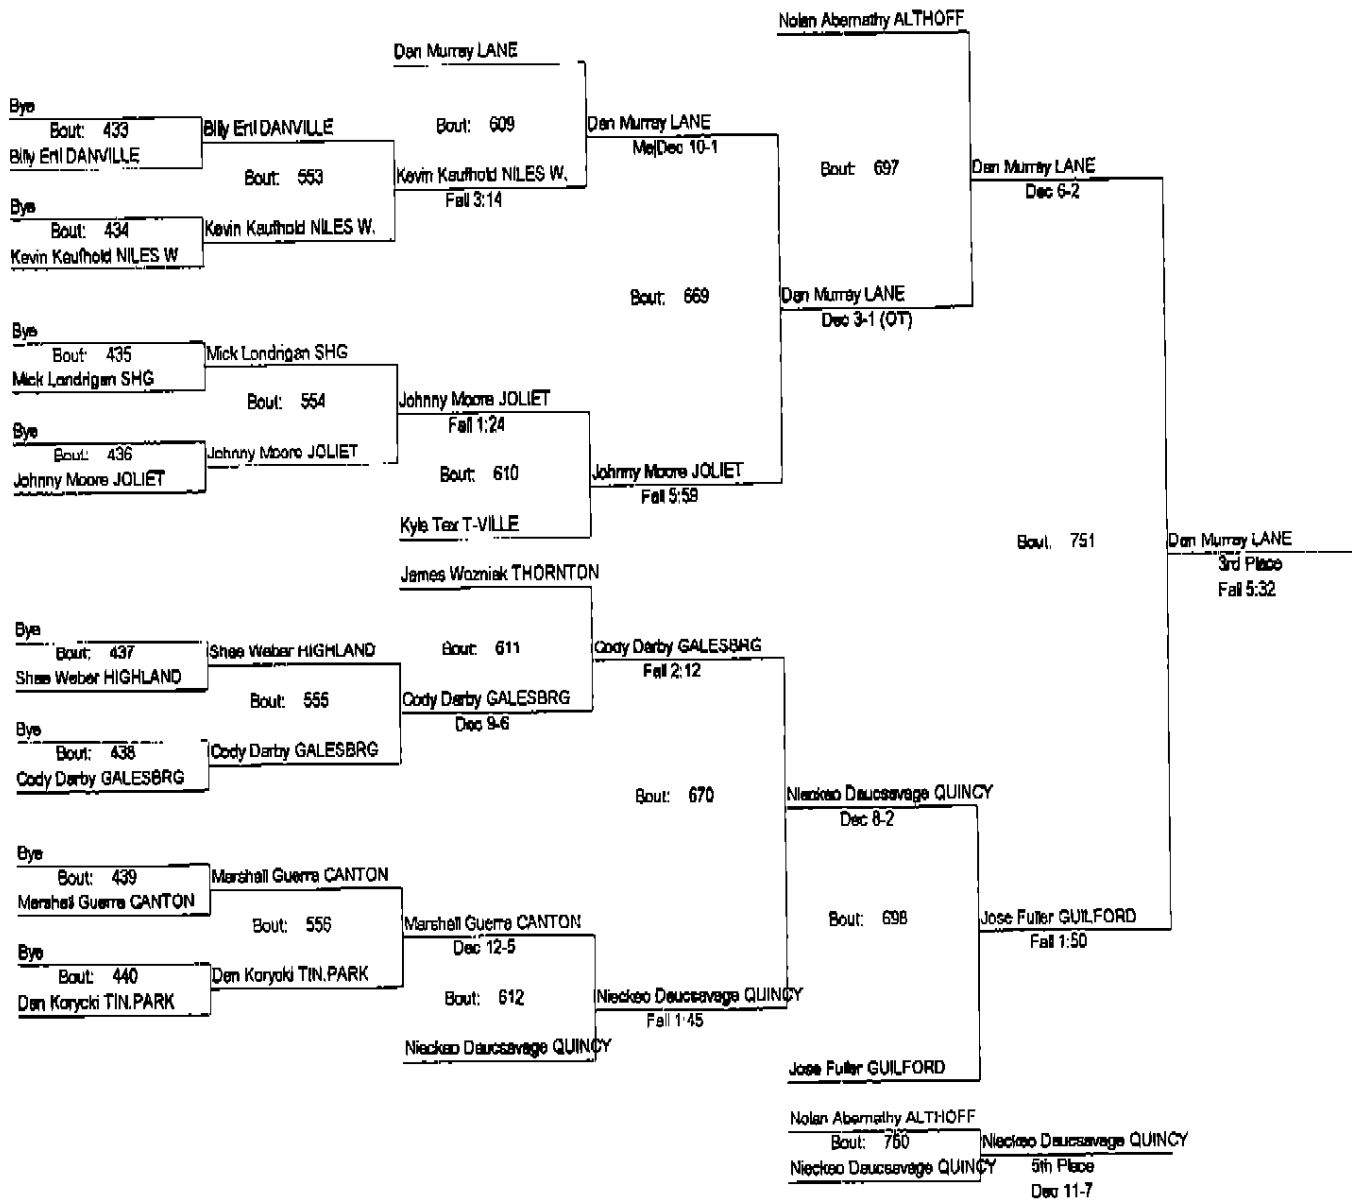 Nolan Abernathy ALTHOFF
Dan Murray LANE
Bye
Bout: 433
Billy Ertl DANVILLE
Billy Ertl DANVILLE
Bout: 609
Dan Murray LANE
MajDec 10-1
Bout: 553
Kevin Kaufhold NILES W.
Fall 3:14
Bout: 697
Dan Murray LANE
Dec 6-2
Bye
Bout: 434
Kevin Kaufhold NILES W.
Kevin Kaufhold NILES W
Bout: 669
Dan Murray LANE
Dec 3-1 (OT)
Bye
Bout: 435
Mick Londrigan SHG
Mick Londrigan SHG
Bout: 554
Johnny Moore JOLIET
Fall 1:24
Bye
Bout: 436
Johnny Moore JOLIET
Johnny Moore JOLIET
Bout: 610
Johnny Moore JOLIET
Fall 5:59
Kyle Tex T-VILLE
Bout: 751
Dan Murray LANE
3rd Place
Fall 5:32
James Wozniak THORNTON
Bye
Bout: 437
Shae Weber HIGHLAND
Shae Weber HIGHLAND
Bout: 611
Cody Darby GALESBRG
Fall 2:12
Bout: 555
Cody Darby GALESBRG
Dec 9-6
Bye
Bout: 438
Cody Darby GALESBRG
Cody Darby GALESBRG
Bout: 670
Nieckeo Daucsavage QUINCY
Dec 8-2
Bye
Bout: 439
Marshall Guerra CANTON
Marshall Guerra CANTON
Bout: 556
Marshall Guerra CANTON
Dec 12-5
Bout: 698
Jose Fuller GUILFORD
Fall 1:50
Bye
Bout: 440
Dan Korycki TIN.PARK
Dan Korycki TIN.PARK
Bout: 612
Nieckeo Daucsavage QUINCY
Fall 1:45
Nieckeo Daucsavage QUINCY
Jose Fuller GUILFORD
Nolan Abernathy ALTHOFF
Bout: 750
Nieckeo Daucsavage QUINCY
Nieckeo Daucsavage QUINCY
5th Place
Dec 11-7